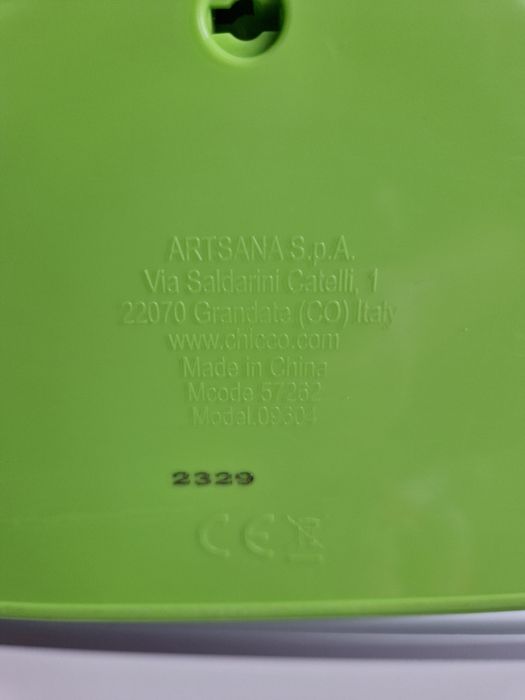 ARTSANA S.p.A.
Via Saldarini Catelli, 1
22070 Grandate (CO) Italy
www.chicco.com
Made in China
Mcode 57262
Model.09604
2329
CE